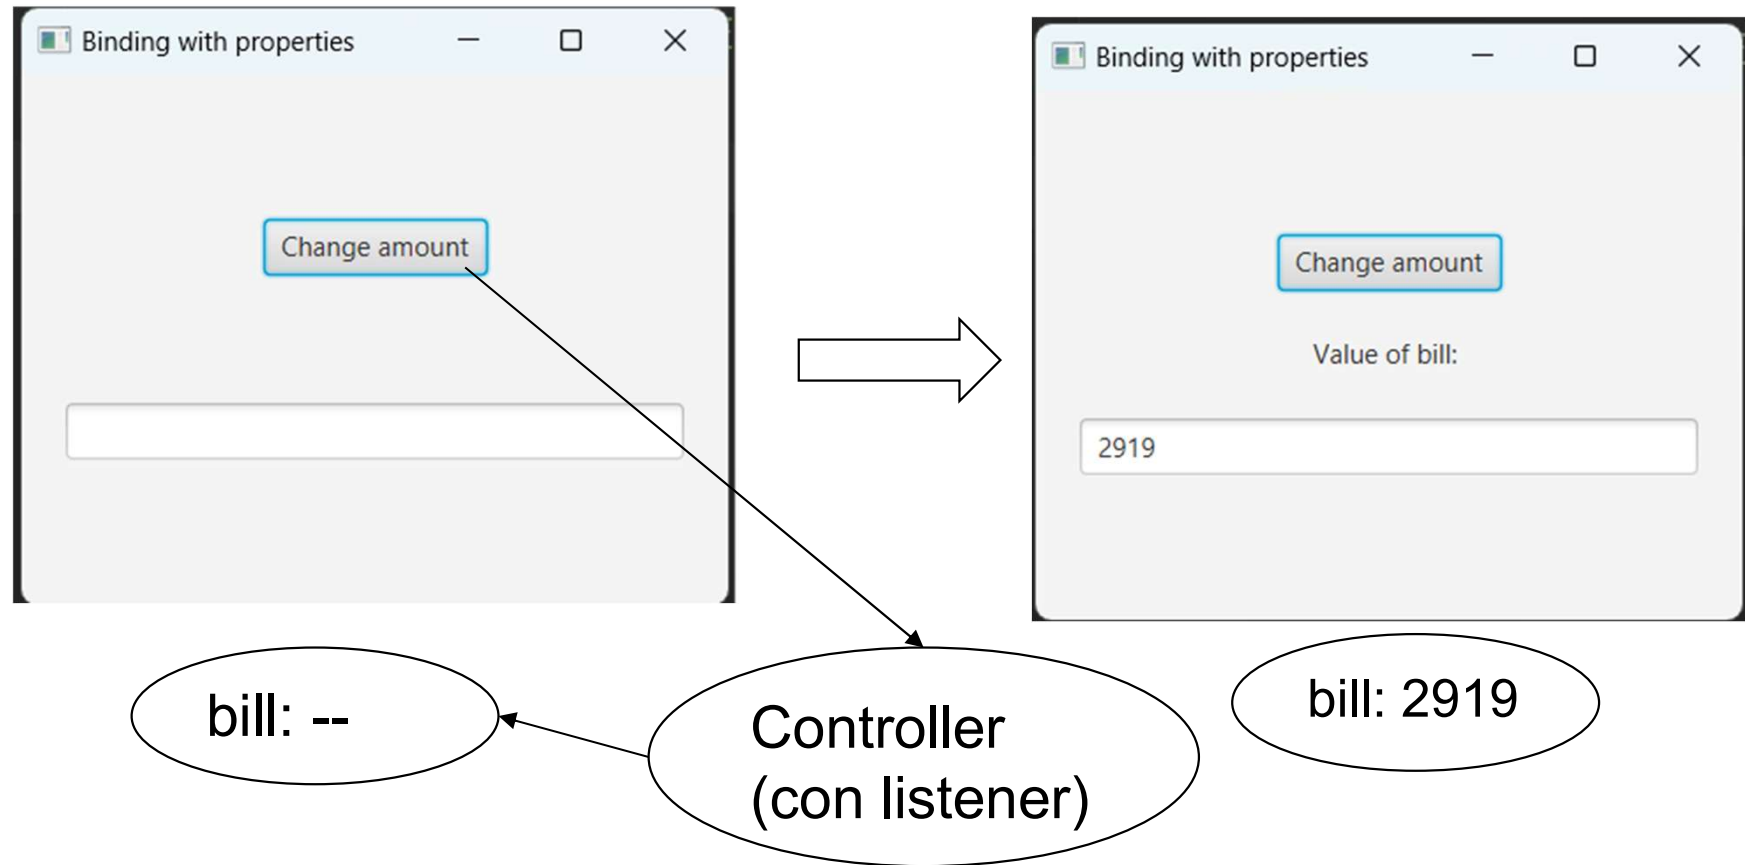 Binding with properties
Change amount
Binding with properties
Change amount
Value of bill:
2919
bill: --
Controller
(con listener)
bill: 2919